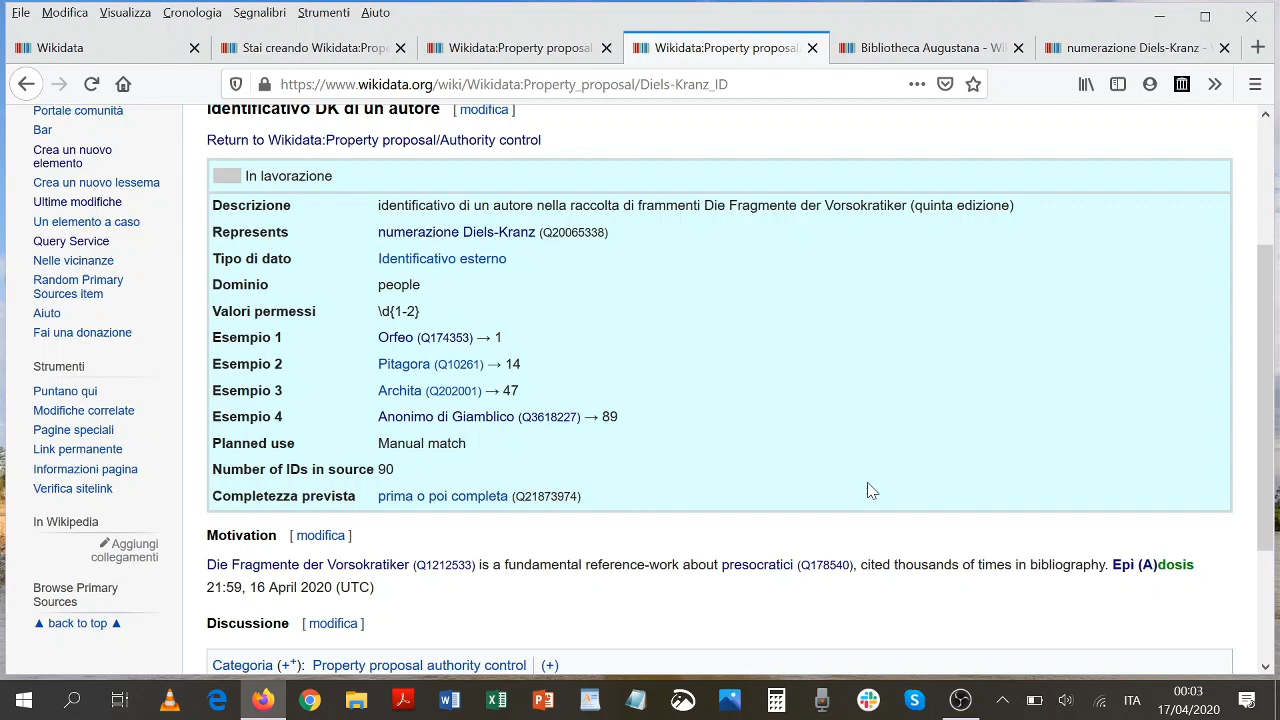 File Modifica Visualizza Cronologia Segnalibri Strumenti Aiuto
Wikidata
Stai creando Wikidata:Prope
Wikidata:Property proposal
Wikidata:Property proposal
Bibliotheca Augustana - Wi
numerazione Diels-Kranz -
https://www.wikidata.org/wiki/Wikidata:Property_proposal/Diels-Kranz_ID
Portale comunità
Bar
Crea un nuovo
elemento
Crea un nuovo lessema
Ultime modifiche
Un elemento a caso
Query Service
Nelle vicinanze
Random Primary
Sources item
Aiuto
Fai una donazione
Strumenti
Puntano qui
Modifiche correlate
Pagine speciali
Link permanente
Informazioni pagina
Verifica sitelink
In Wikipedia
Aggiungi
collegamenti
Browse Primary
Sources
▲ back to top ▲
Identificativo DK di un autore [ modifica ]
Return to Wikidata:Property proposal/Authority control
In lavorazione
Descrizione identificativo di un autore nella raccolta di frammenti Die Fragmente der Vorsokratiker (quinta edizione)
Represents numerazione Diels-Kranz (Q20065338)
Tipo di dato Identificativo esterno
Dominio people
Valori permessi \d{1-2}
Esempio 1 Orfeo (Q174353) → 1
Esempio 2 Pitagora (Q10261) → 14
Esempio 3 Archita (Q202001) → 47
Esempio 4 Anonimo di Giamblico (Q3618227) → 89
Planned use Manual match
Number of IDs in source 90
Completezza prevista prima o poi completa (Q21873974)
Motivation [ modifica ]
Die Fragmente der Vorsokratiker (Q1212533) is a fundamental reference-work about presocratici (Q178540), cited thousands of times in bibliography. Epì (A)dosis
21:59, 16 April 2020 (UTC)
Discussione [ modifica ]
Categoria (+⁺): Property proposal authority control (+)
ITA
00:03
17/04/2020